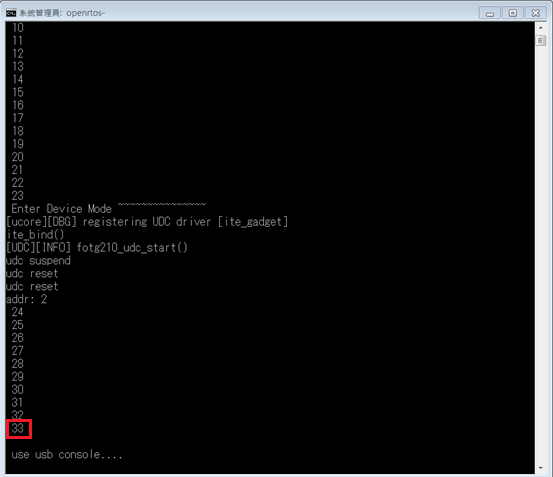 系統管理員: openrtos-
10
11
12
13
14
15
16
17
18
19
20
21
22
23
Enter Device Mode ~~~~~~~~~~~~~~~
[ucore][DBG] registering UDC driver [ite_gadget]
ite_bind()
[UDC][INFO] fotg210_udc_start()
udc suspend
udc reset
udc reset
addr: 2
24
25
26
27
28
29
30
31
32
33
use usb console....